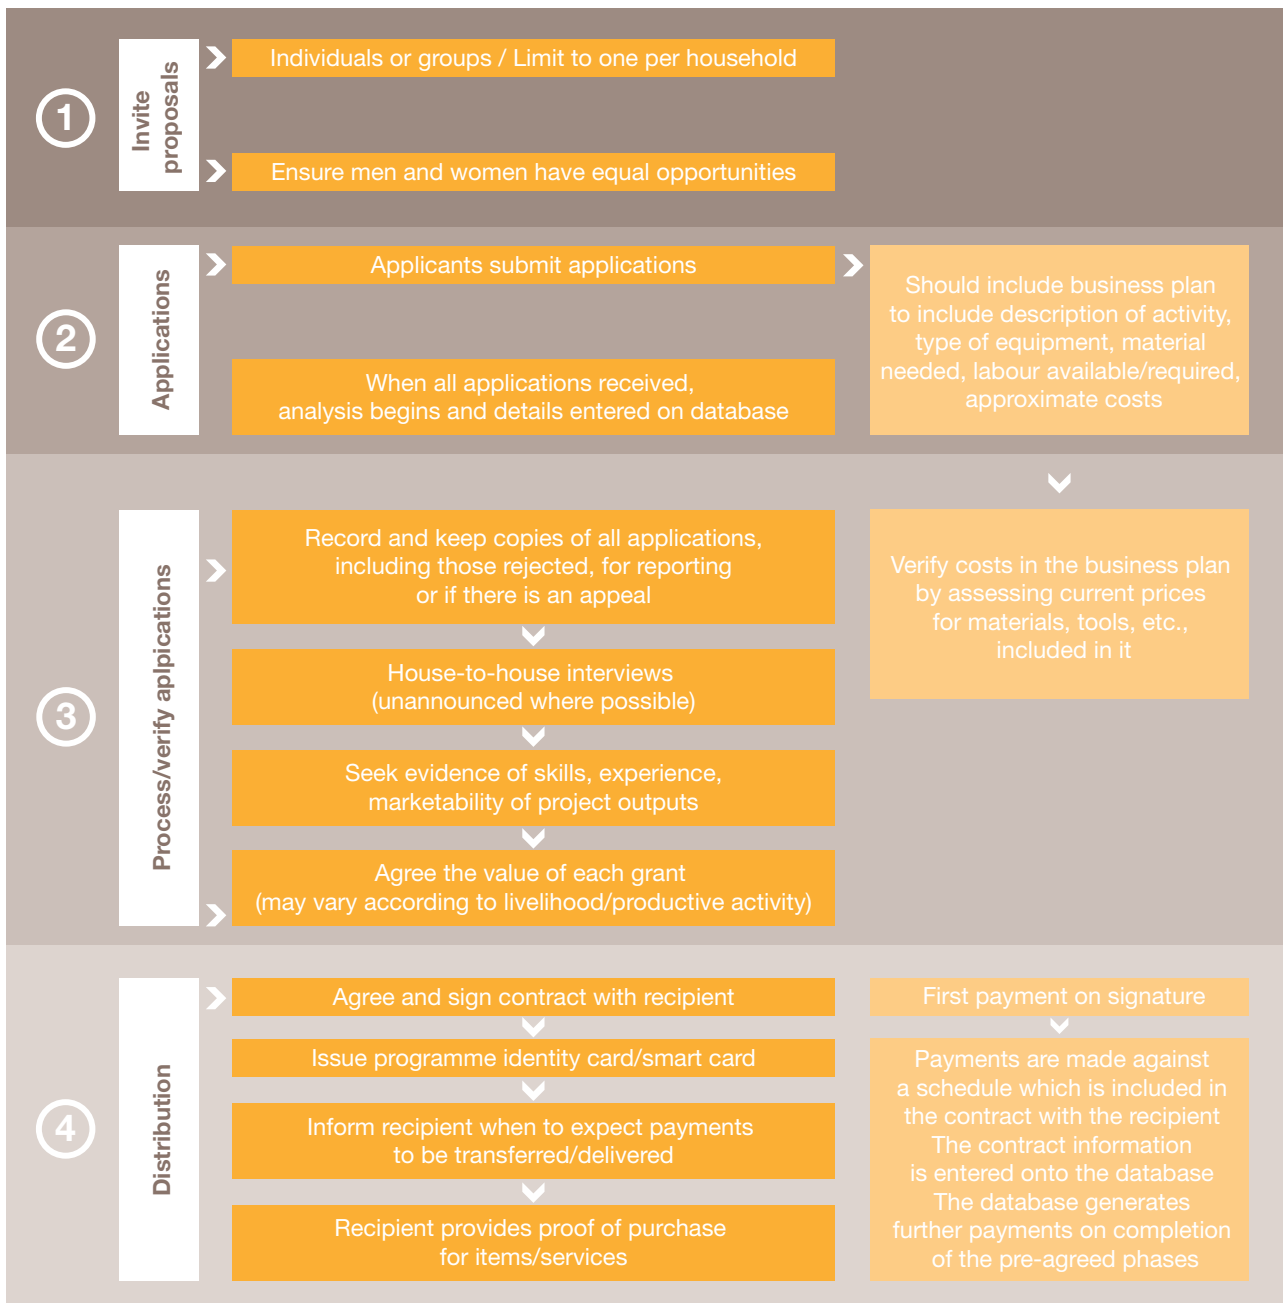 1
Invite
proposals
Individuals or groups / Limit to one per household
Ensure men and women have equal opportunities
2
Applications
Applicants submit applications
When all applications received,
analysis begins and details entered on database
Should include business plan
to include description of activity,
type of equipment, material
needed, labour available/required,
approximate costs
3
Process/verify aplpications
Record and keep copies of all applications,
including those rejected, for reporting
or if there is an appeal
House-to-house interviews
(unannounced where possible)
Seek evidence of skills, experience,
marketability of project outputs
Agree the value of each grant
(may vary according to livelihood/productive activity)
Verify costs in the business plan
by assessing current prices
for materials, tools, etc.,
included in it
4
Distribution
Agree and sign contract with recipient
Issue programme identity card/smart card
Inform recipient when to expect payments
to be transferred/delivered
Recipient provides proof of purchase
for items/services
First payment on signature
Payments are made against
a schedule which is included in
the contract with the recipient
The contract information
is entered onto the database
The database generates
further payments on completion
of the pre-agreed phases